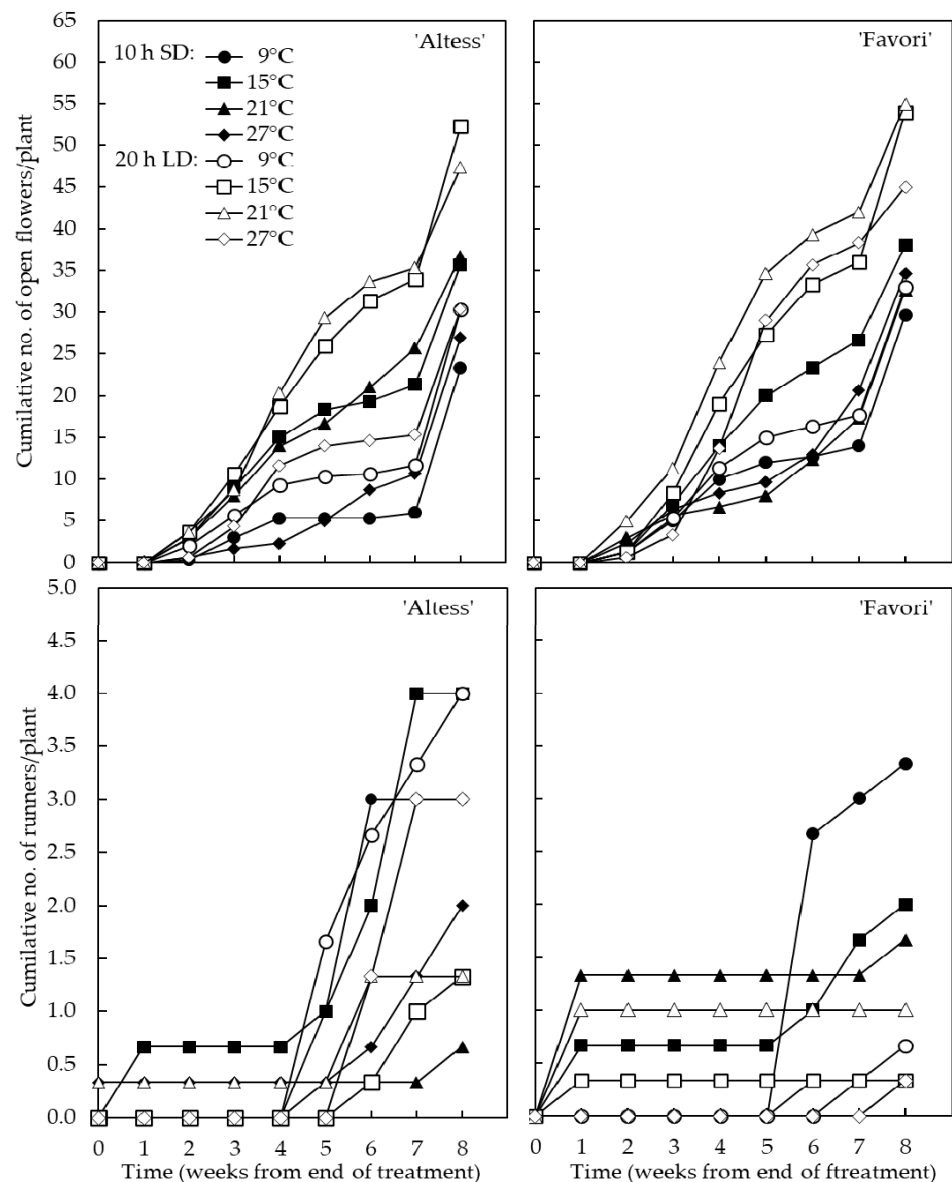 65
60
55
50
45
40
35
30
25
20
15
10
5
0
Cumilative no. of open flowers/plant
'Altess'
10 h SD: 9°C
15°C
21°C
27°C
20 h LD: 9°C
15°C
21°C
27°C
'Favori'
5.0
4.5
4.0
3.5
3.0
2.5
2.0
1.5
1.0
0.5
0.0
Cumulative no. of runners/plant
'Altess'
'Favori'
0 1 2 3 4 5 6 7 8
0 1 2 3 4 5 6 7 8
Time (weeks from end of treatment)
Time (weeks from end of ftreatment)